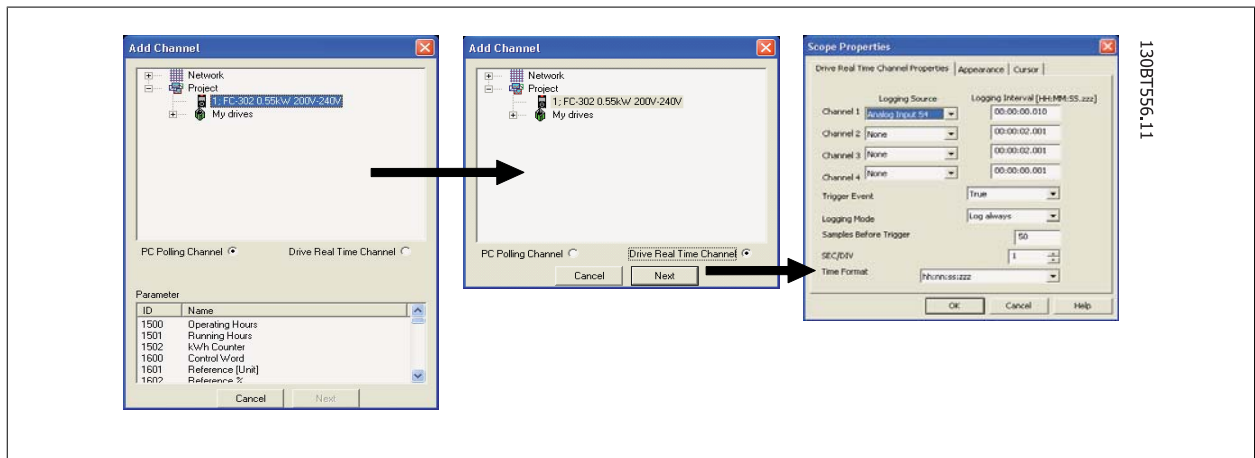 Add Channel
Network
Project
1; FC-302 0.55kW 200V-240V
My drives
PC Polling Channel
Drive Real Time Channel
Parameter
ID Name
1500 Operating Hours
1501 Running Hours
1502 kWh Counter
1600 Control Word
1601 Reference [Unit]
1602 Reference %
Cancel Next
Add Channel
Network
Project
1; FC-302 0.55kW 200V-240V
My drives
PC Polling Channel
Drive Real Time Channel
Cancel Next
Scope Properties
Drive Real Time Channel Properties Appearance Cursor
Logging Source Logging Interval [HH:MM:SS.zzz]
Channel 1 Analog Input 54 00:00:00.010
Channel 2 None 00:00:02.001
Channel 3 None 00:00:02.001
Channel 4 None 00:00:00.001
Trigger Event True
Logging Mode Log always
Samples Before Trigger 50
SEC/DIV 1
Time Format hh:nn:ss:zzz
OK Cancel Help
130BT556.11